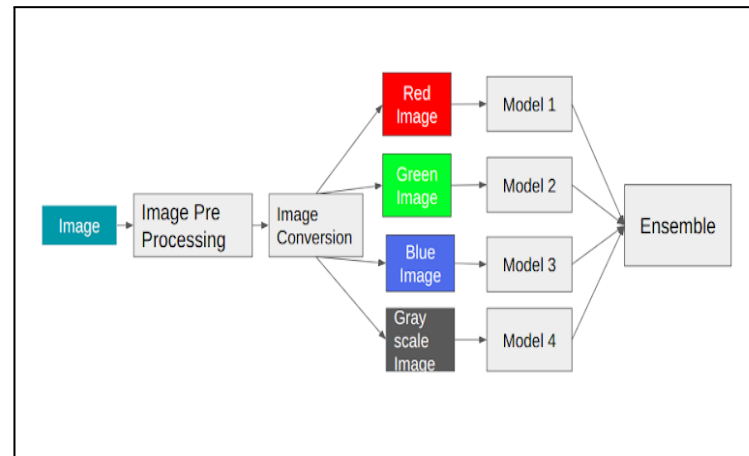 Image
Image Pre
Processing
Image
Conversion
Red
Image
Green
Image
Blue
Image
Gray
scale
Image
Model 1
Model 2
Model 3
Model 4
Ensemble